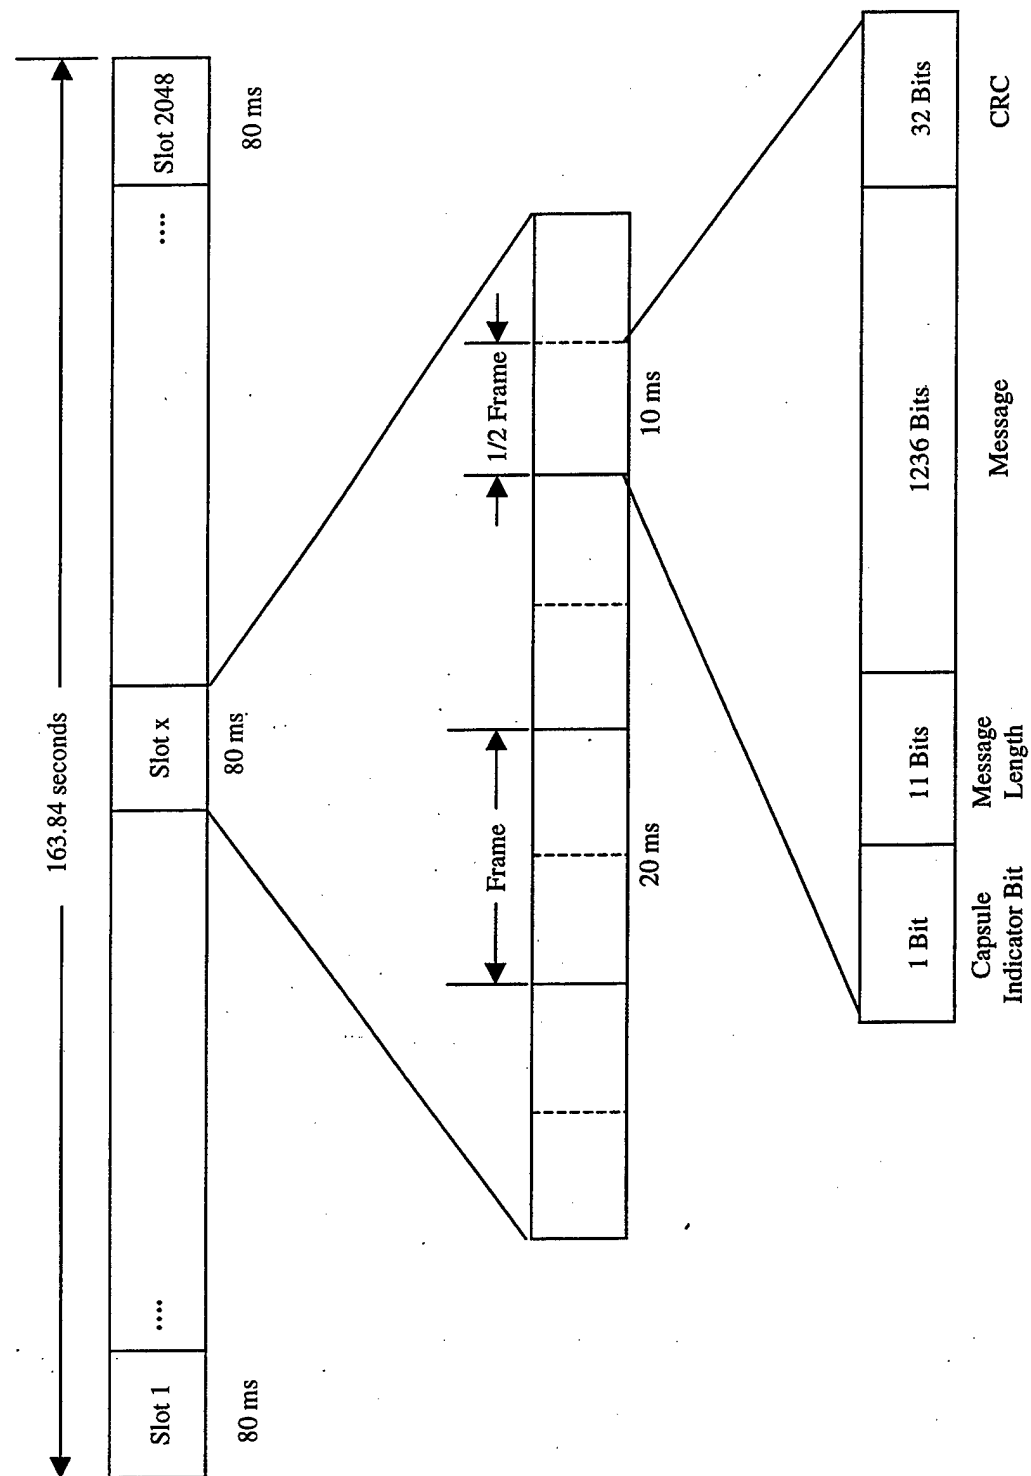 163.84 seconds
Slot 1
....
Slot x
....
Slot 2048
80 ms
80 ms
80 ms
Frame
1/2 Frame
20 ms
10 ms
1 Bit
11 Bits
1236 Bits
32 Bits
Capsule
Indicator Bit
Message
Length
Message
CRC